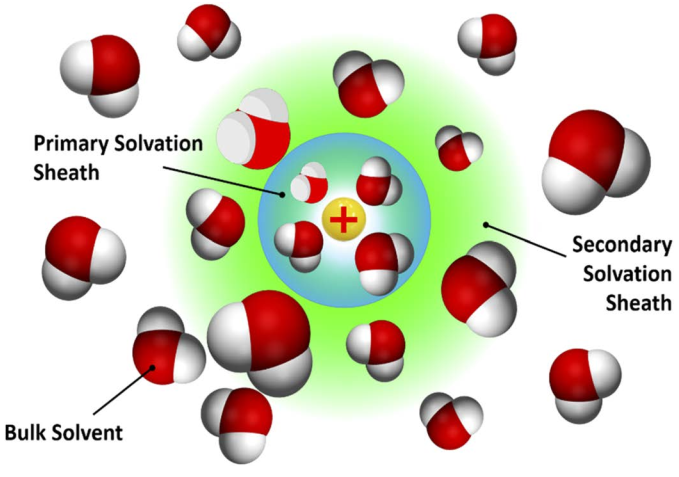 Primary Solvation
Sheath
+
Secondary
Solvation
Sheath
Bulk Solvent